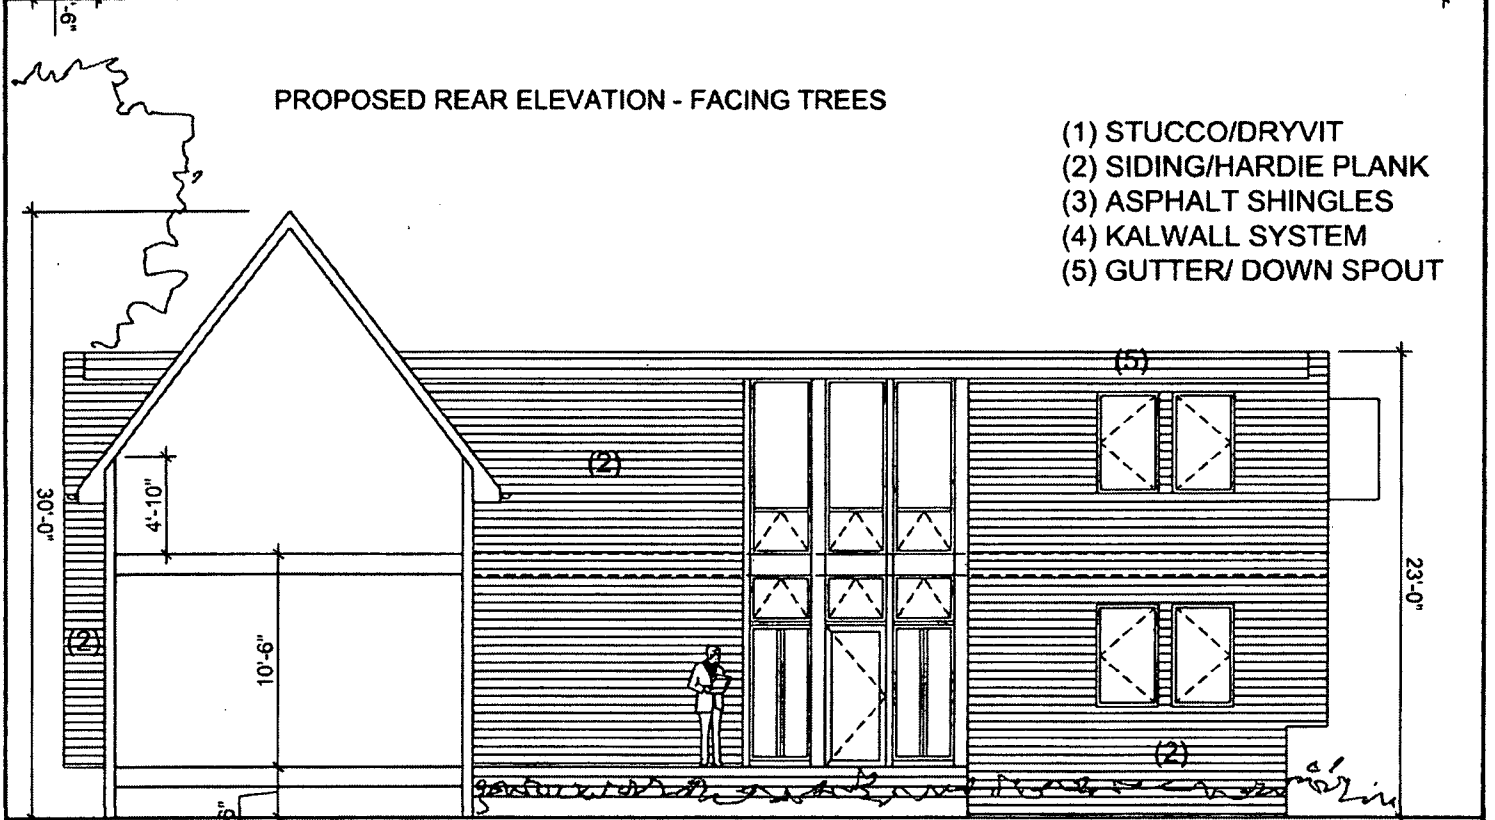 PROPOSED REAR ELEVATION - FACING TREES
(1) STUCCO/DRYVIT
(2) SIDING/HARDIE PLANK
(3) ASPHALT SHINGLES
(4) KALWALL SYSTEM
(5) GUTTER/ DOWN SPOUT
(5)
(2)
4'-10"
30'-0"
23'-0"
(2)
10'-6"
(2)